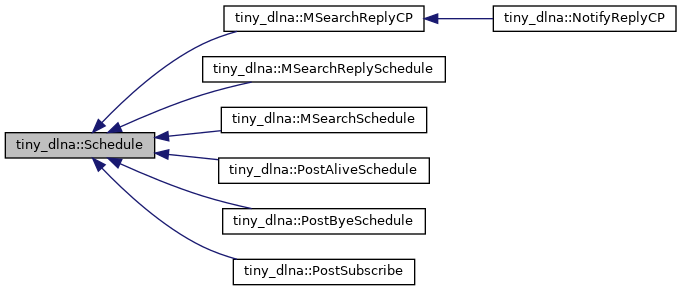 tiny_dlna::MSearchReplyCP
tiny_dlna::NotifyReplyCP
tiny_dlna::MSearchReplySchedule
tiny_dlna::MSearchSchedule
tiny_dlna::Schedule
tiny_dlna::PostAliveSchedule
tiny_dlna::PostByeSchedule
tiny_dlna::PostSubscribe